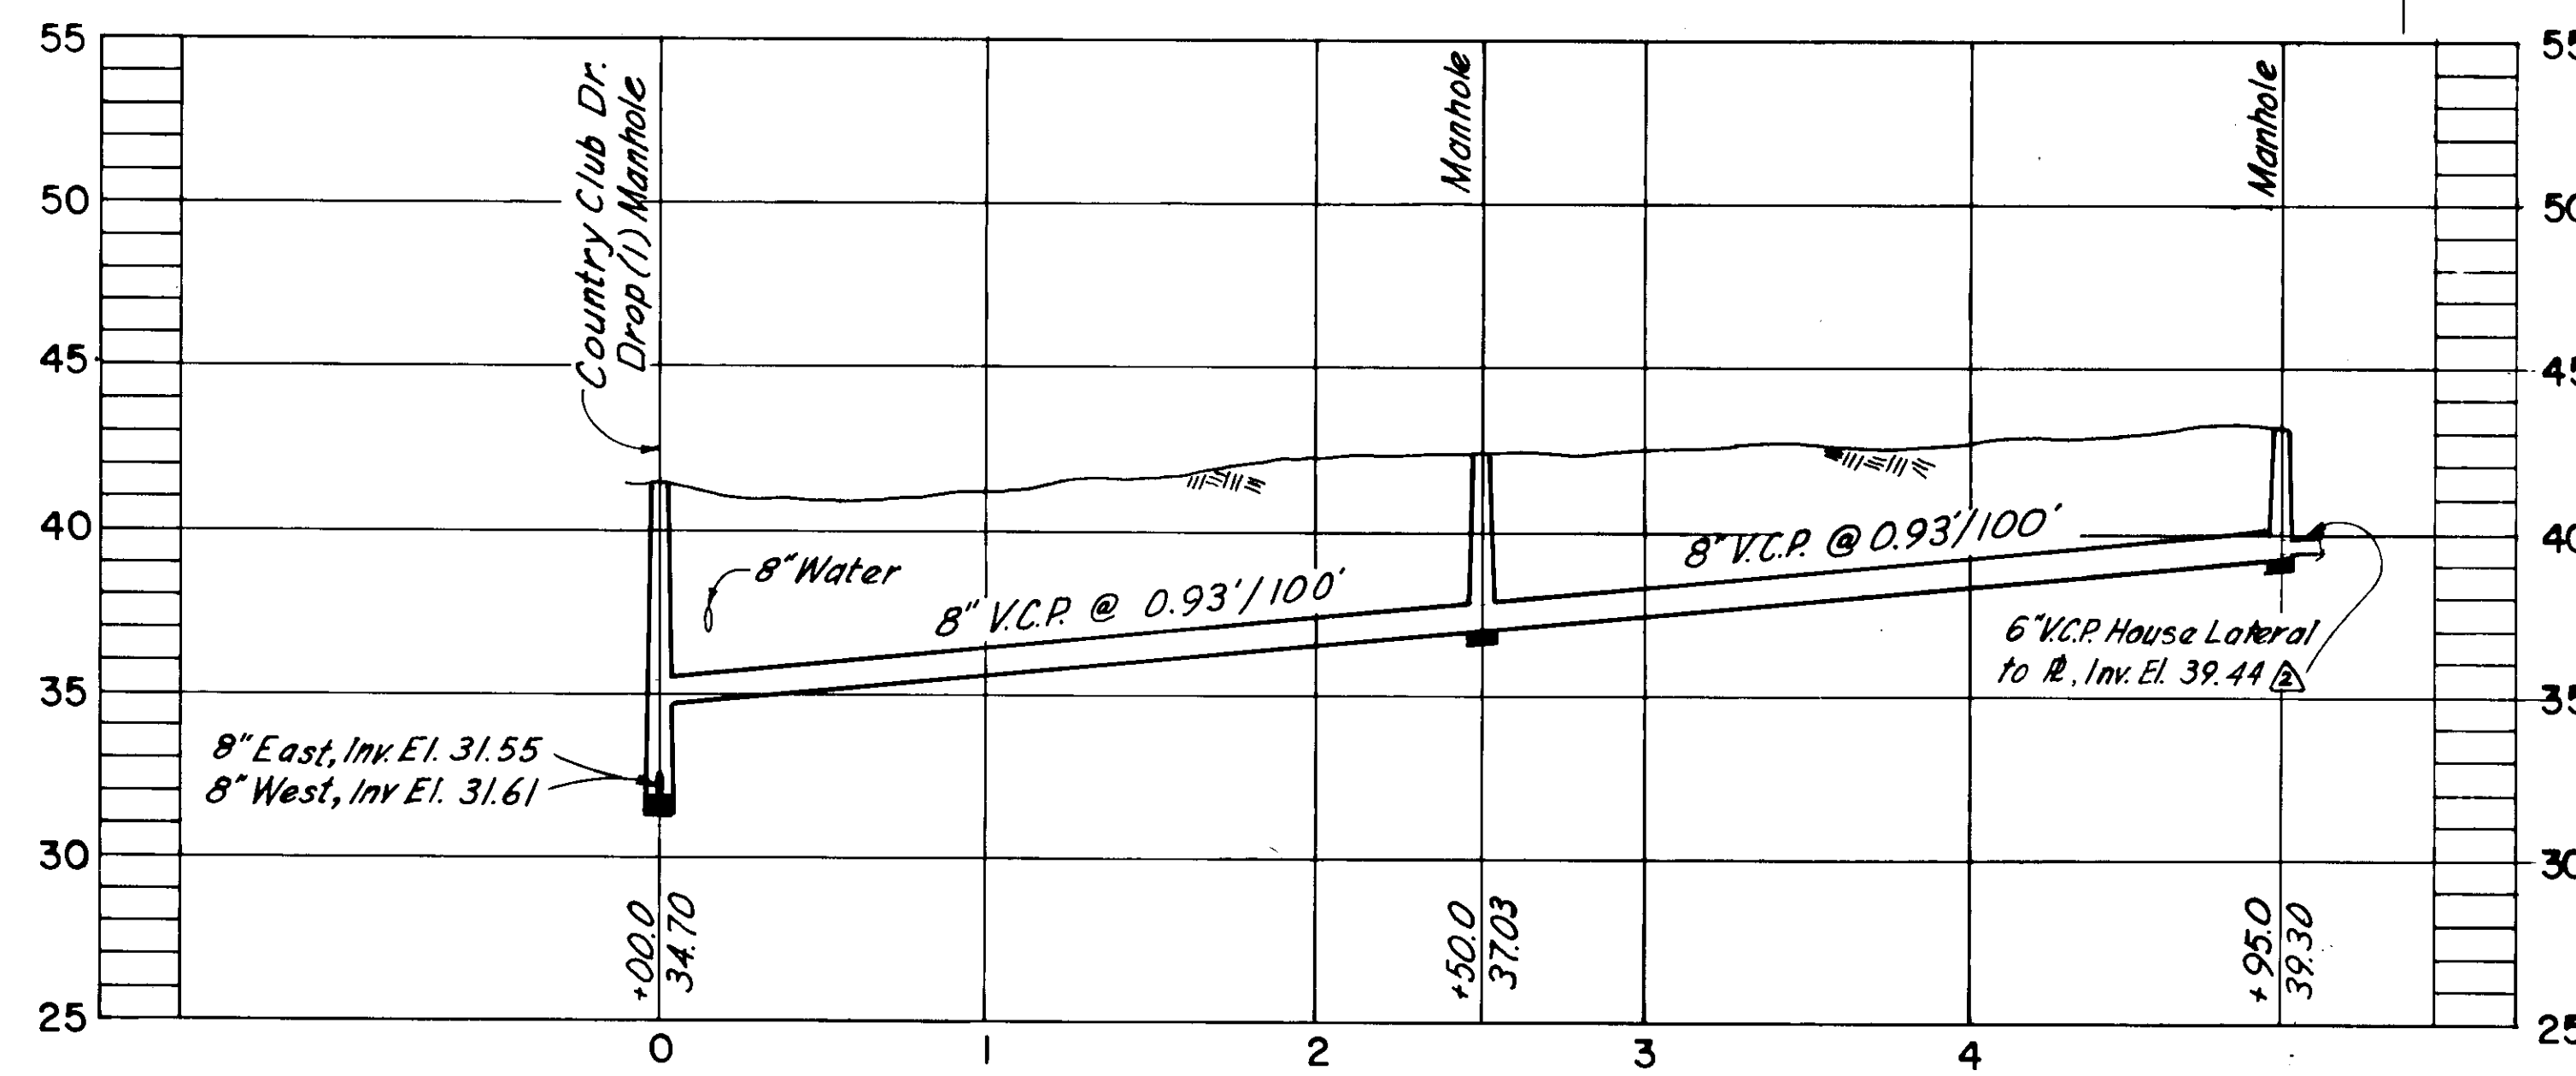 55
50
45
40
35
30
25
Country Club Dr.
Drop (1) Manhole
Manhole
Manhole
55
50
45
40
35
30
25
8" Water
8" V.C.P. @ 0.93'/100'
8" V.C.P. @ 0.93'/100'
6" V.C.P. House Lateral
to ⅊, Inv. El. 39.44 2
8" East, Inv. El. 31.55
8" West, Inv El. 31.61
+00.0
34.70
+50.0
37.03
+95.0
39.30
0
1
2
3
4